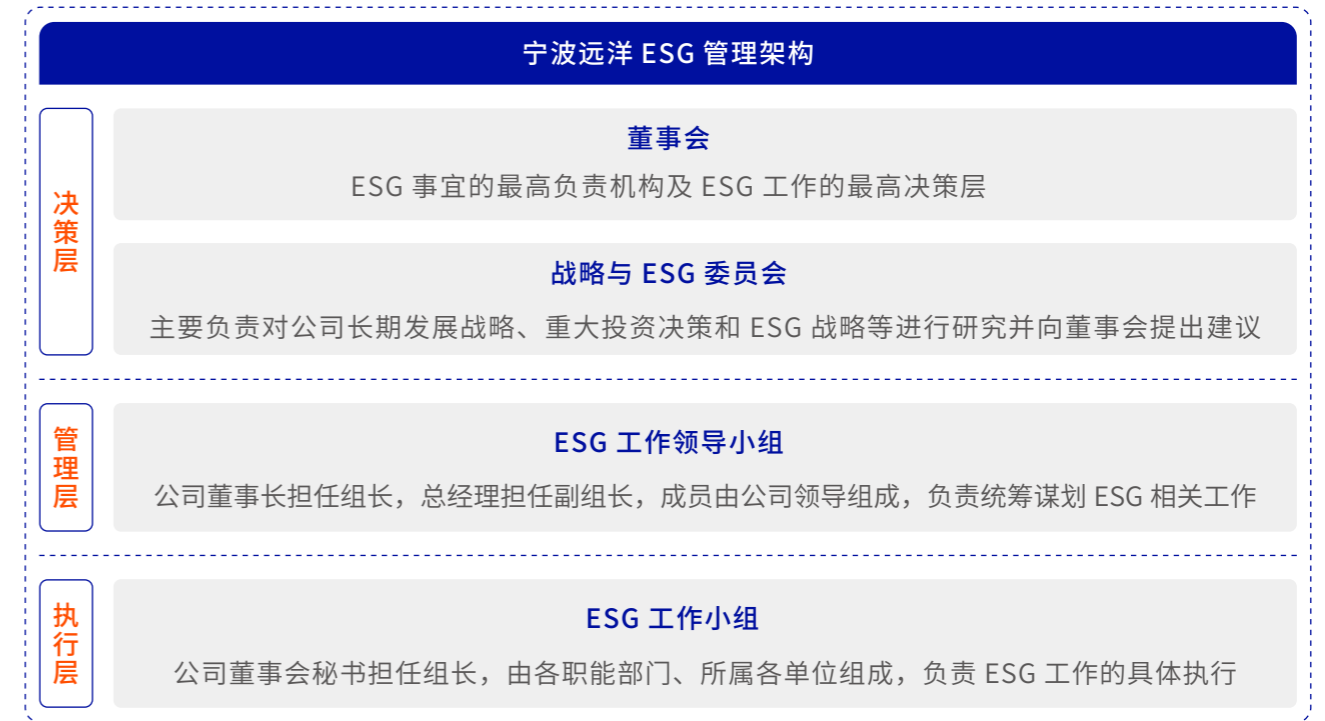 宁波远洋 ESG 管理架构
决策层
董事会
ESG 事宜的最高负责机构及 ESG 工作的最高决策层
战略与 ESG 委员会
主要负责对公司长期发展战略、重大投资决策和 ESG 战略等进行研究并向董事会提出建议
管理层
ESG 工作领导小组
公司董事长担任组长，总经理担任副组长，成员由公司领导组成，负责统筹谋划 ESG 相关工作
执行层
ESG 工作小组
公司董事会秘书担任组长，由各职能部门、所属各单位组成，负责 ESG 工作的具体执行